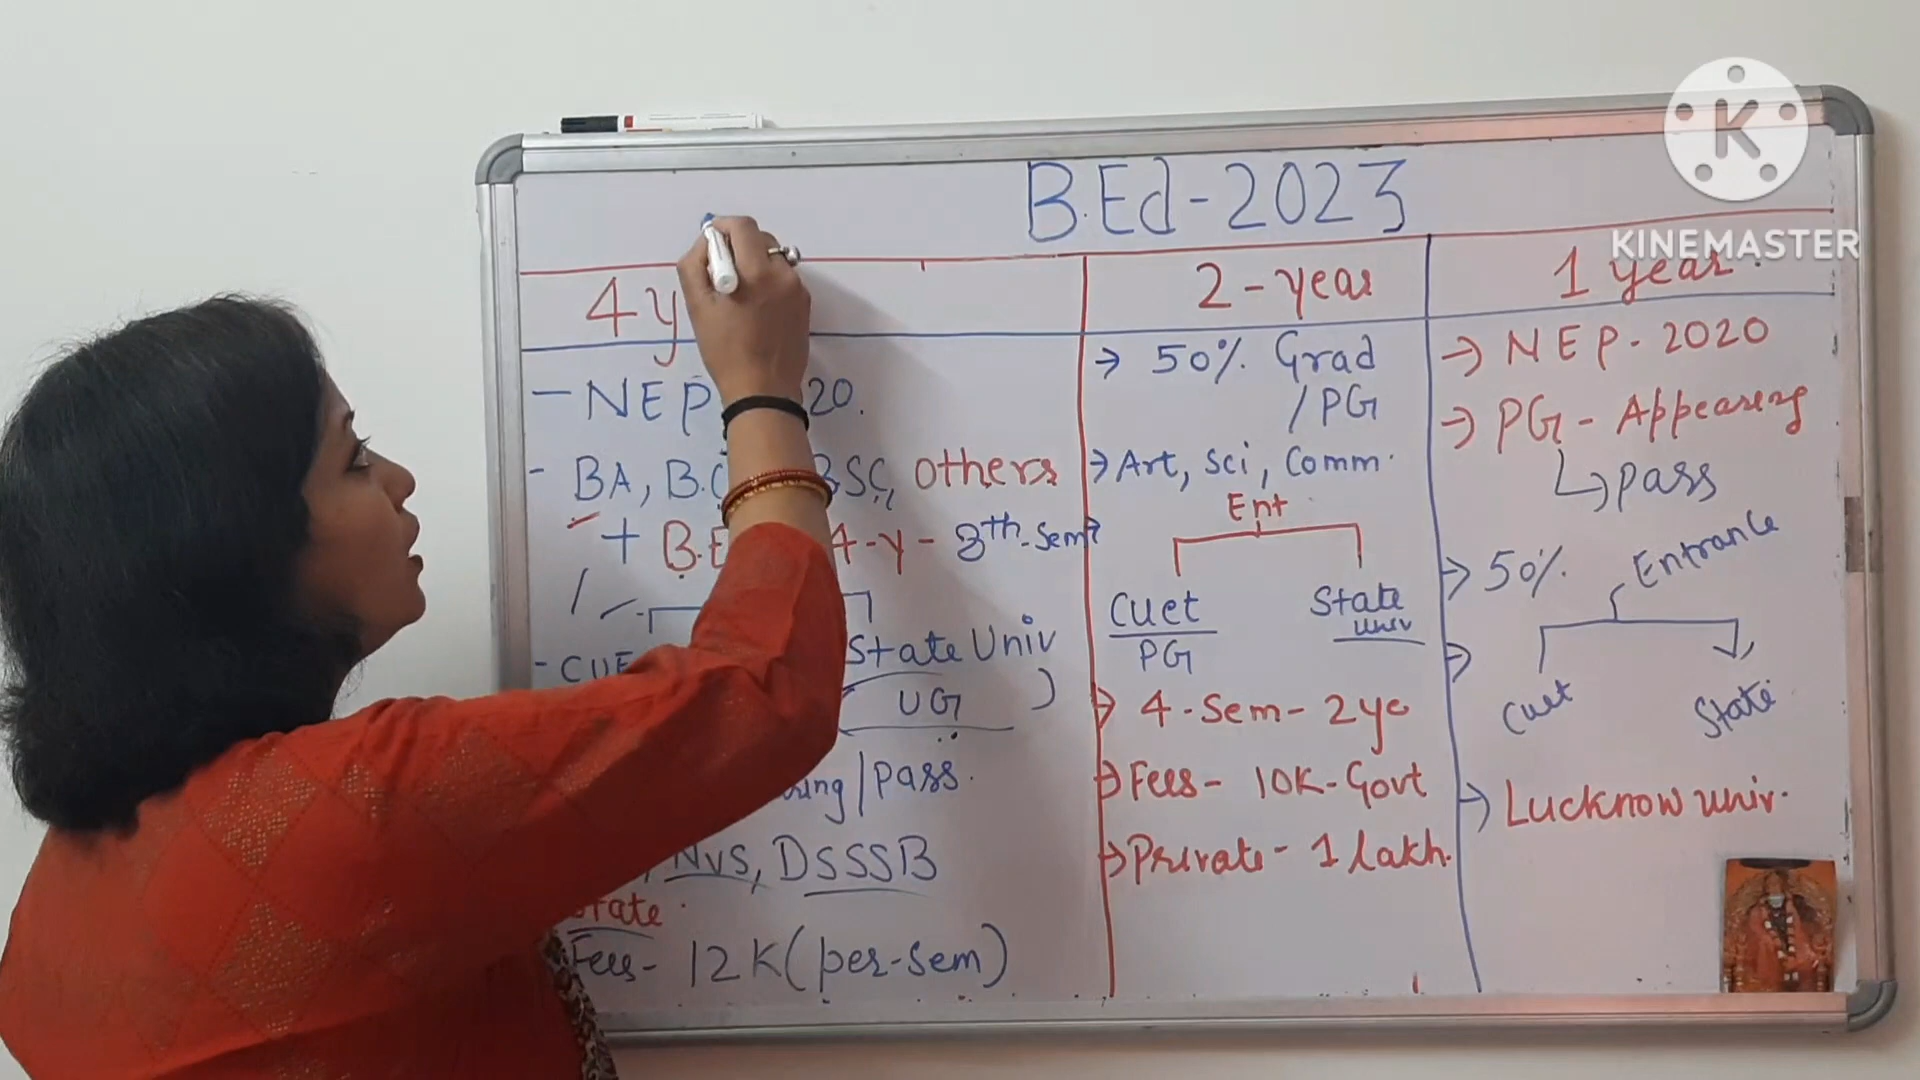 K
KINEMASTER
B.Ed-2023
4 y
- NEP 20.
- BA, B.C BSC, others
+ B.E 4-y- 8th-Sem
- CUE State Univ
UG
ring/Pass.
, NVS, DSSSB
State.
Fees- 12K(per-sem)
2-year
→ 50% Grad
/PG
→ Art, Sci, Comm.
Ent
Cuet State
Univ
PG
→ 4-Sem-2ye
→ Fees- 10K-Govt
→ Private- 1 lakh.
1 year.
→ NEP-2020
→ PG-Appearing
↳ Pass
→ 50% Entrance
→
Cuet State
→ Lucknow univ.